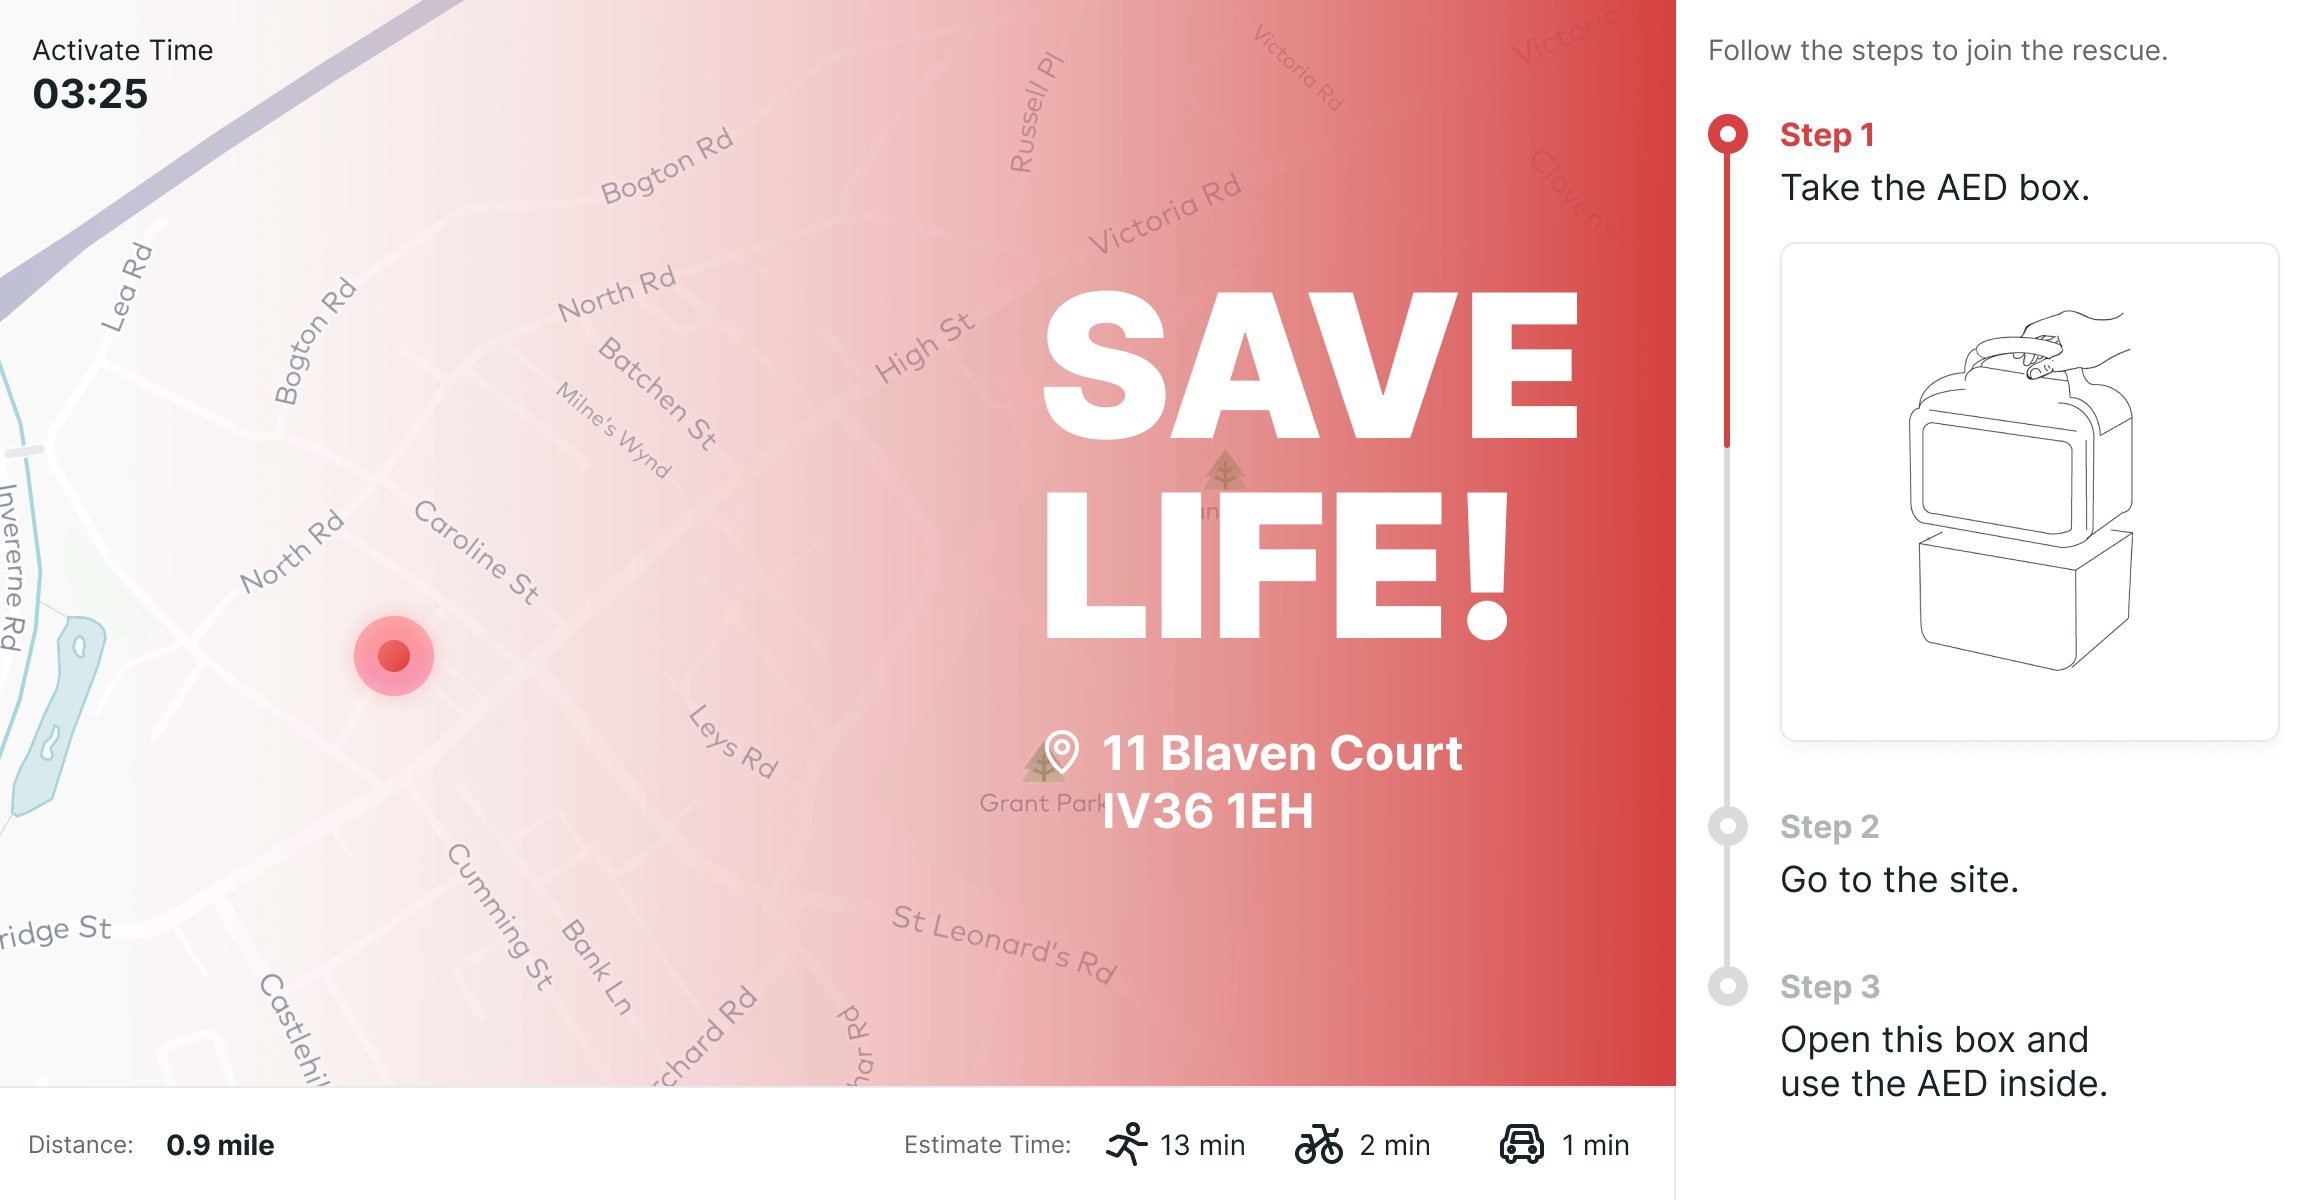 Activate Time
03:25
Lea Rd
Bogton Rd
Bogton Rd
North Rd
Batchen St
Milne's Wynd
High St
Russell Pl
Victoria Rd
Victoria Rd
Victoria
Invererne Rd
North Rd
Caroline St
SAVE
LIFE!
Leys Rd
Grant Park
11 Blaven Court
IV36 1EH
ridge St
Cumming St
Bank Ln
St Leonard's Rd
Castlehil
rchard Rd
har Rd
Distance: 0.9 mile
Estimate Time: 13 min 2 min 1 min
Follow the steps to join the rescue.
Step 1
Take the AED box.
Step 2
Go to the site.
Step 3
Open this box and
use the AED inside.